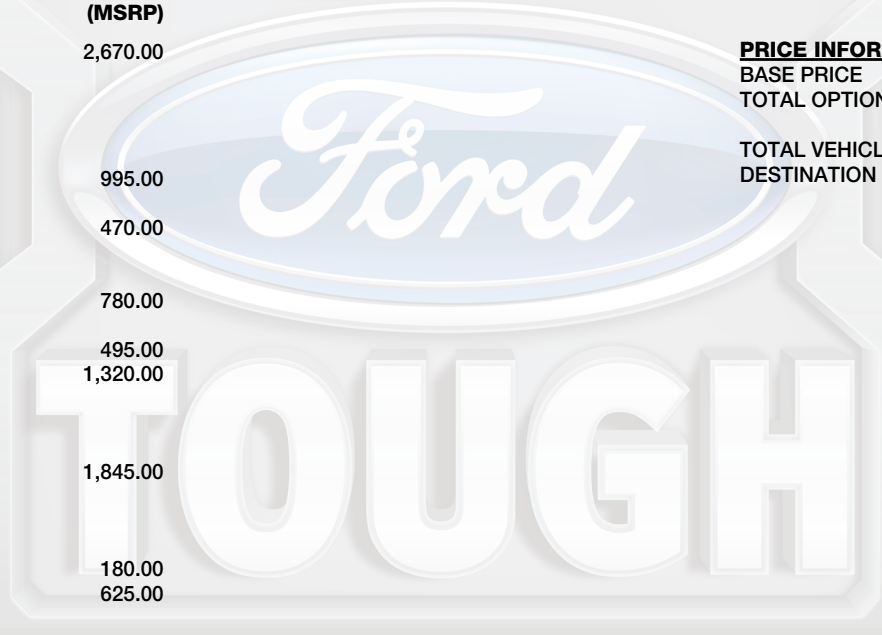 (MSRP)
2,670.00
995.00
470.00
780.00
495.00
1,320.00
1,845.00
180.00
625.00
PRICE INFOR
BASE PRICE
TOTAL OPTION
TOTAL VEHICL
DESTINATION
Ford
TOUGH